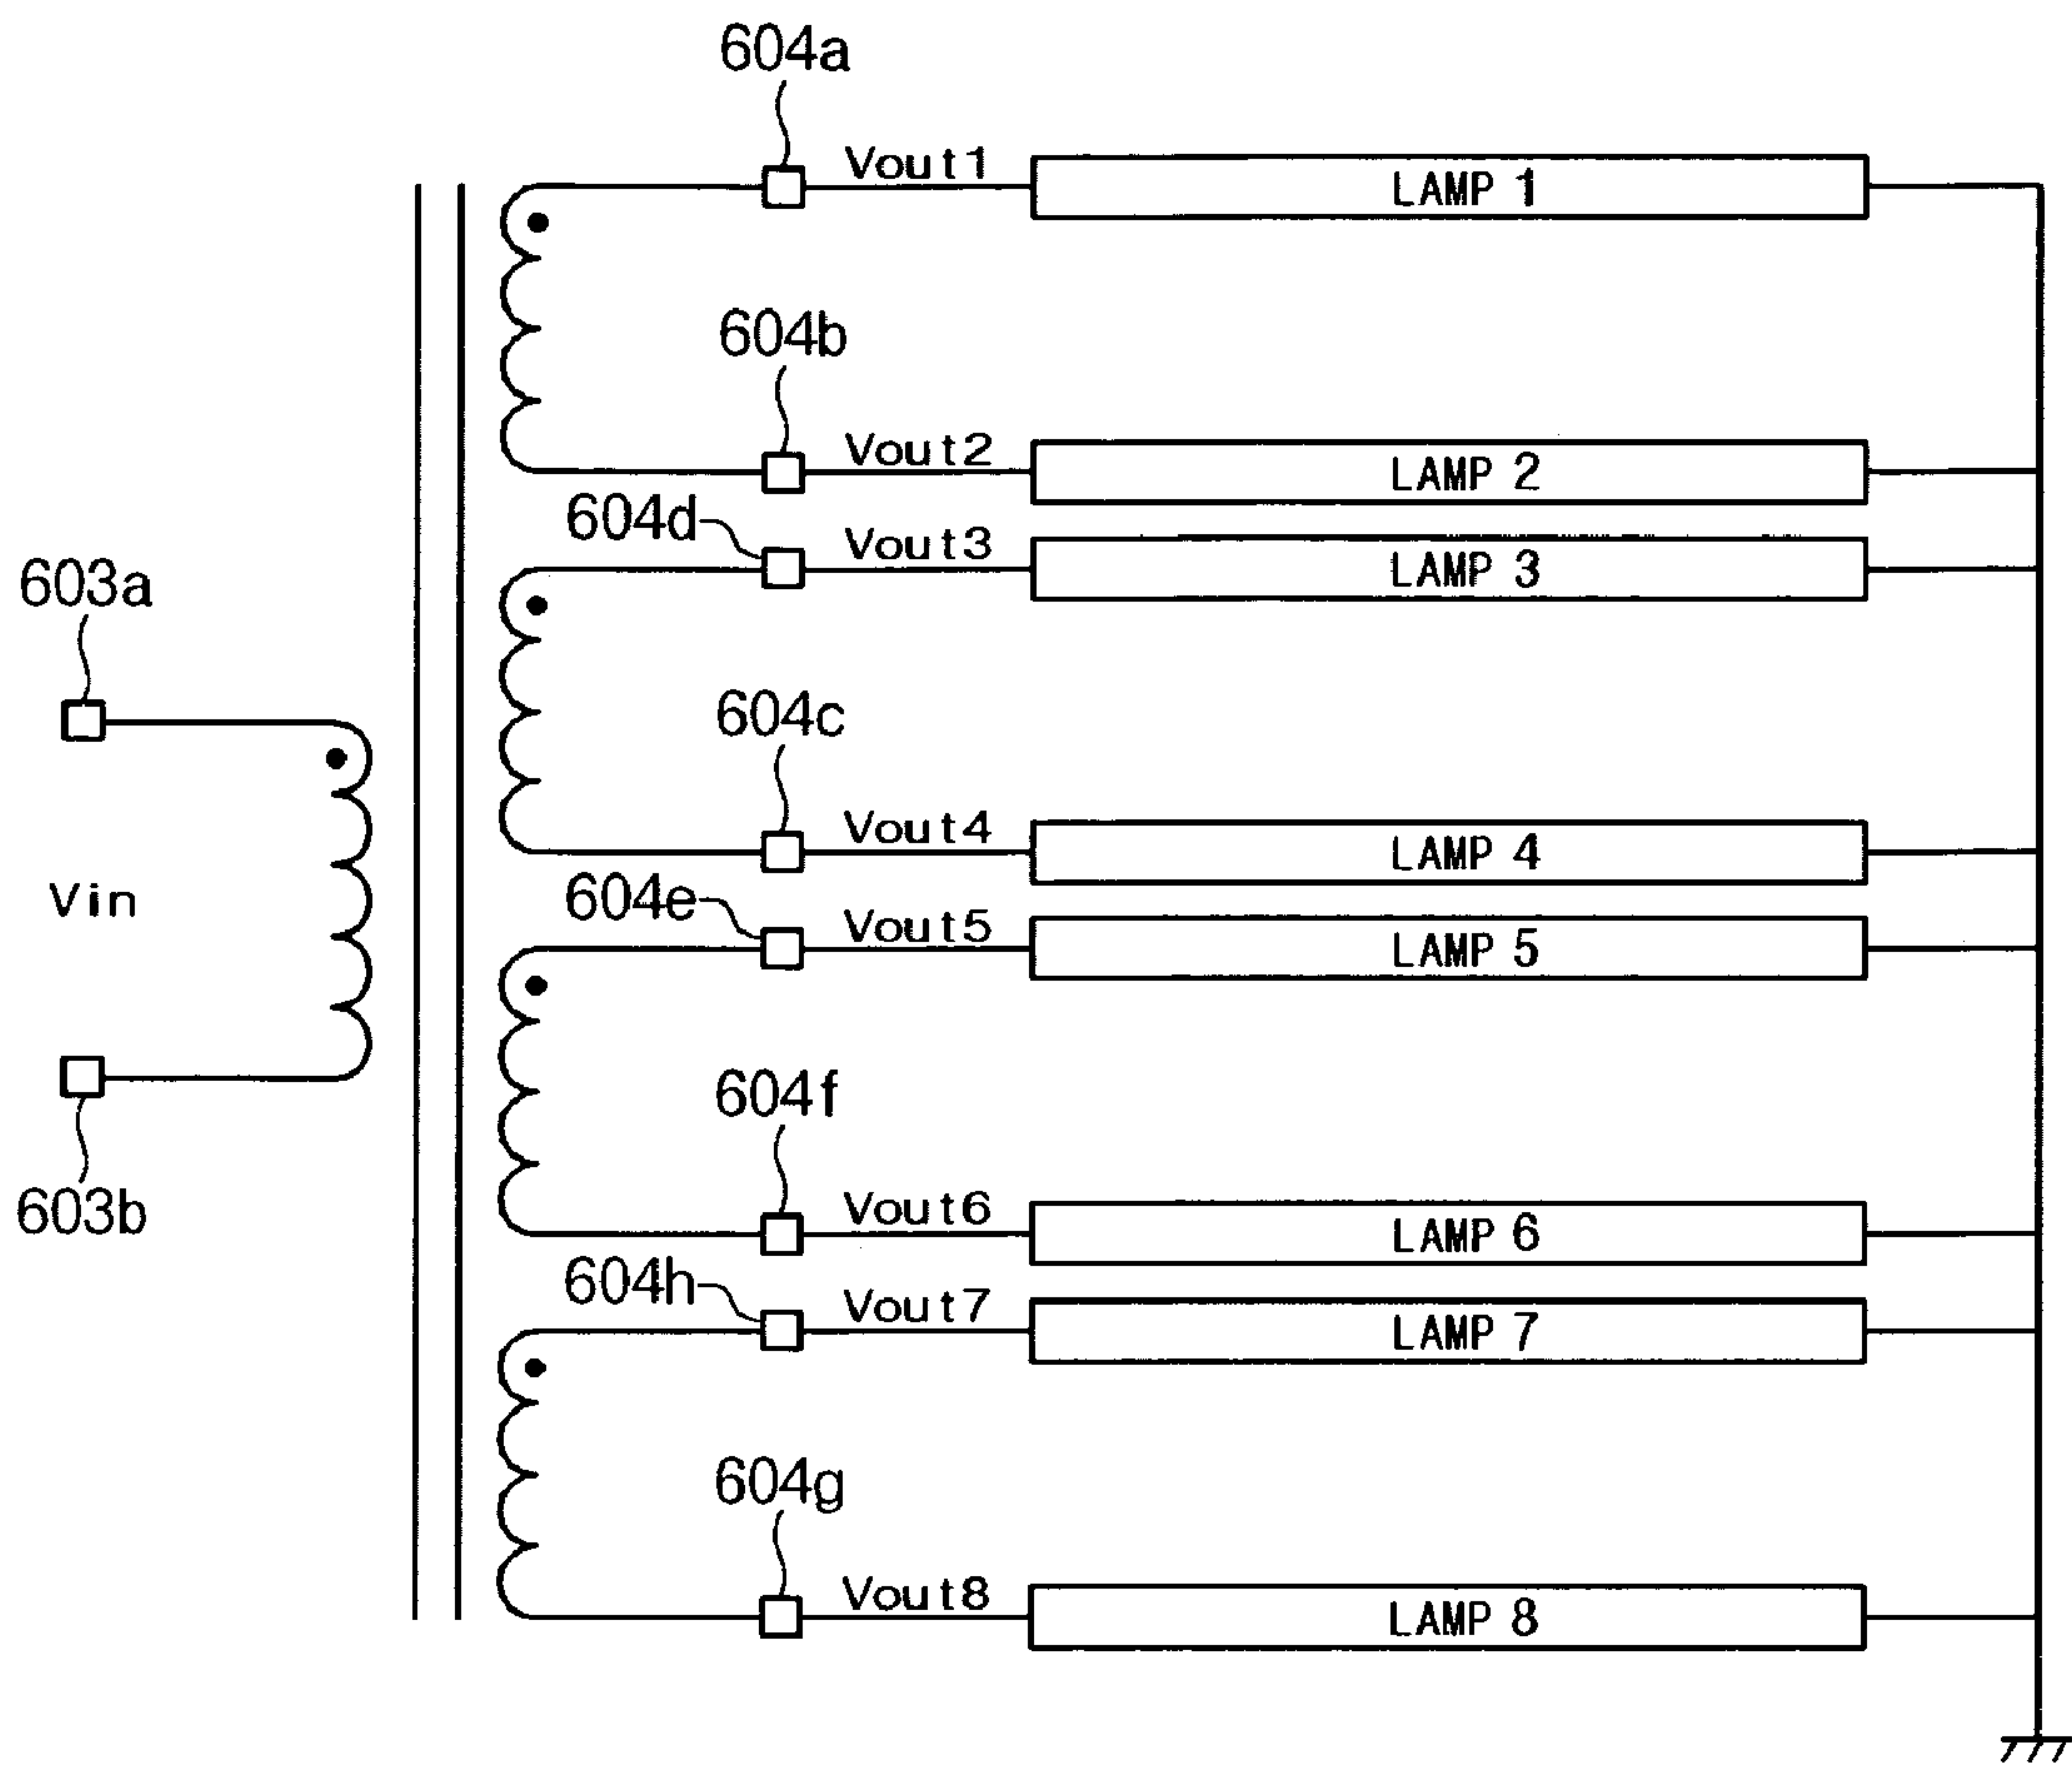 604a
Vout1
LAMP 1
604b
Vout2
LAMP 2
604d
Vout3
LAMP 3
603a
604c
Vout4
LAMP 4
Vin
604e
Vout5
LAMP 5
604f
Vout6
LAMP 6
603b
604h
Vout7
LAMP 7
604g
Vout8
LAMP 8